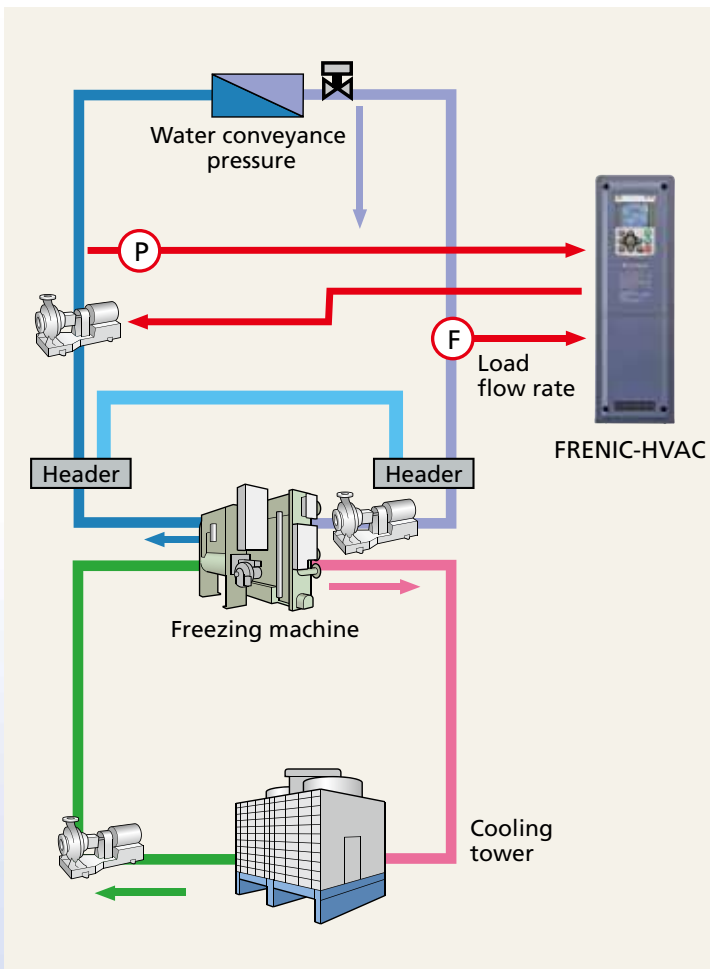 Water conveyance
pressure
P
F
Load
flow rate
FRENIC-HVAC
Header
Header
Freezing machine
Cooling
tower